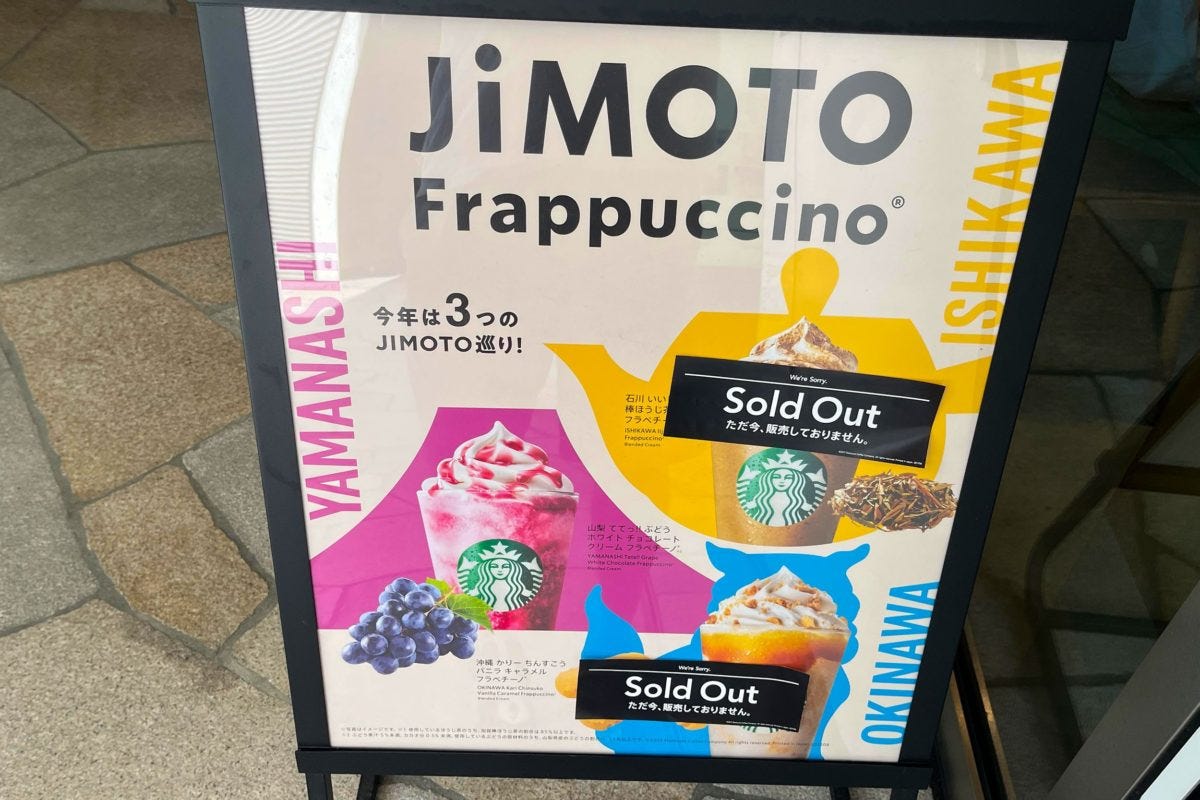 JiMOTO
Frappuccino®
ISHIKAWA
YAMANASHI
今年は3つの
JIMOTO巡り!
石川 いい
棒ほうじ茶
フラペチー
ISHIKAWA
Frappuccino®
Blended Cream
We're Sorry.
Sold Out
ただ今、販売しておりません。
山梨 ててっ!! ぶどう
ホワイト チョコレート
クリーム フラペチーノ®
YAMANASHI Tete!! Grape
White Chocolate Frappuccino®
Blended Cream
OKINAWA
沖縄 かりー ちんすこう
バニラ キャラメル
フラペチーノ®
OKINAWA Kari Chinsuko
Vanilla Caramel Frappuccino®
Blended Cream
We're Sorry.
Sold Out
ただ今、販売しておりません。